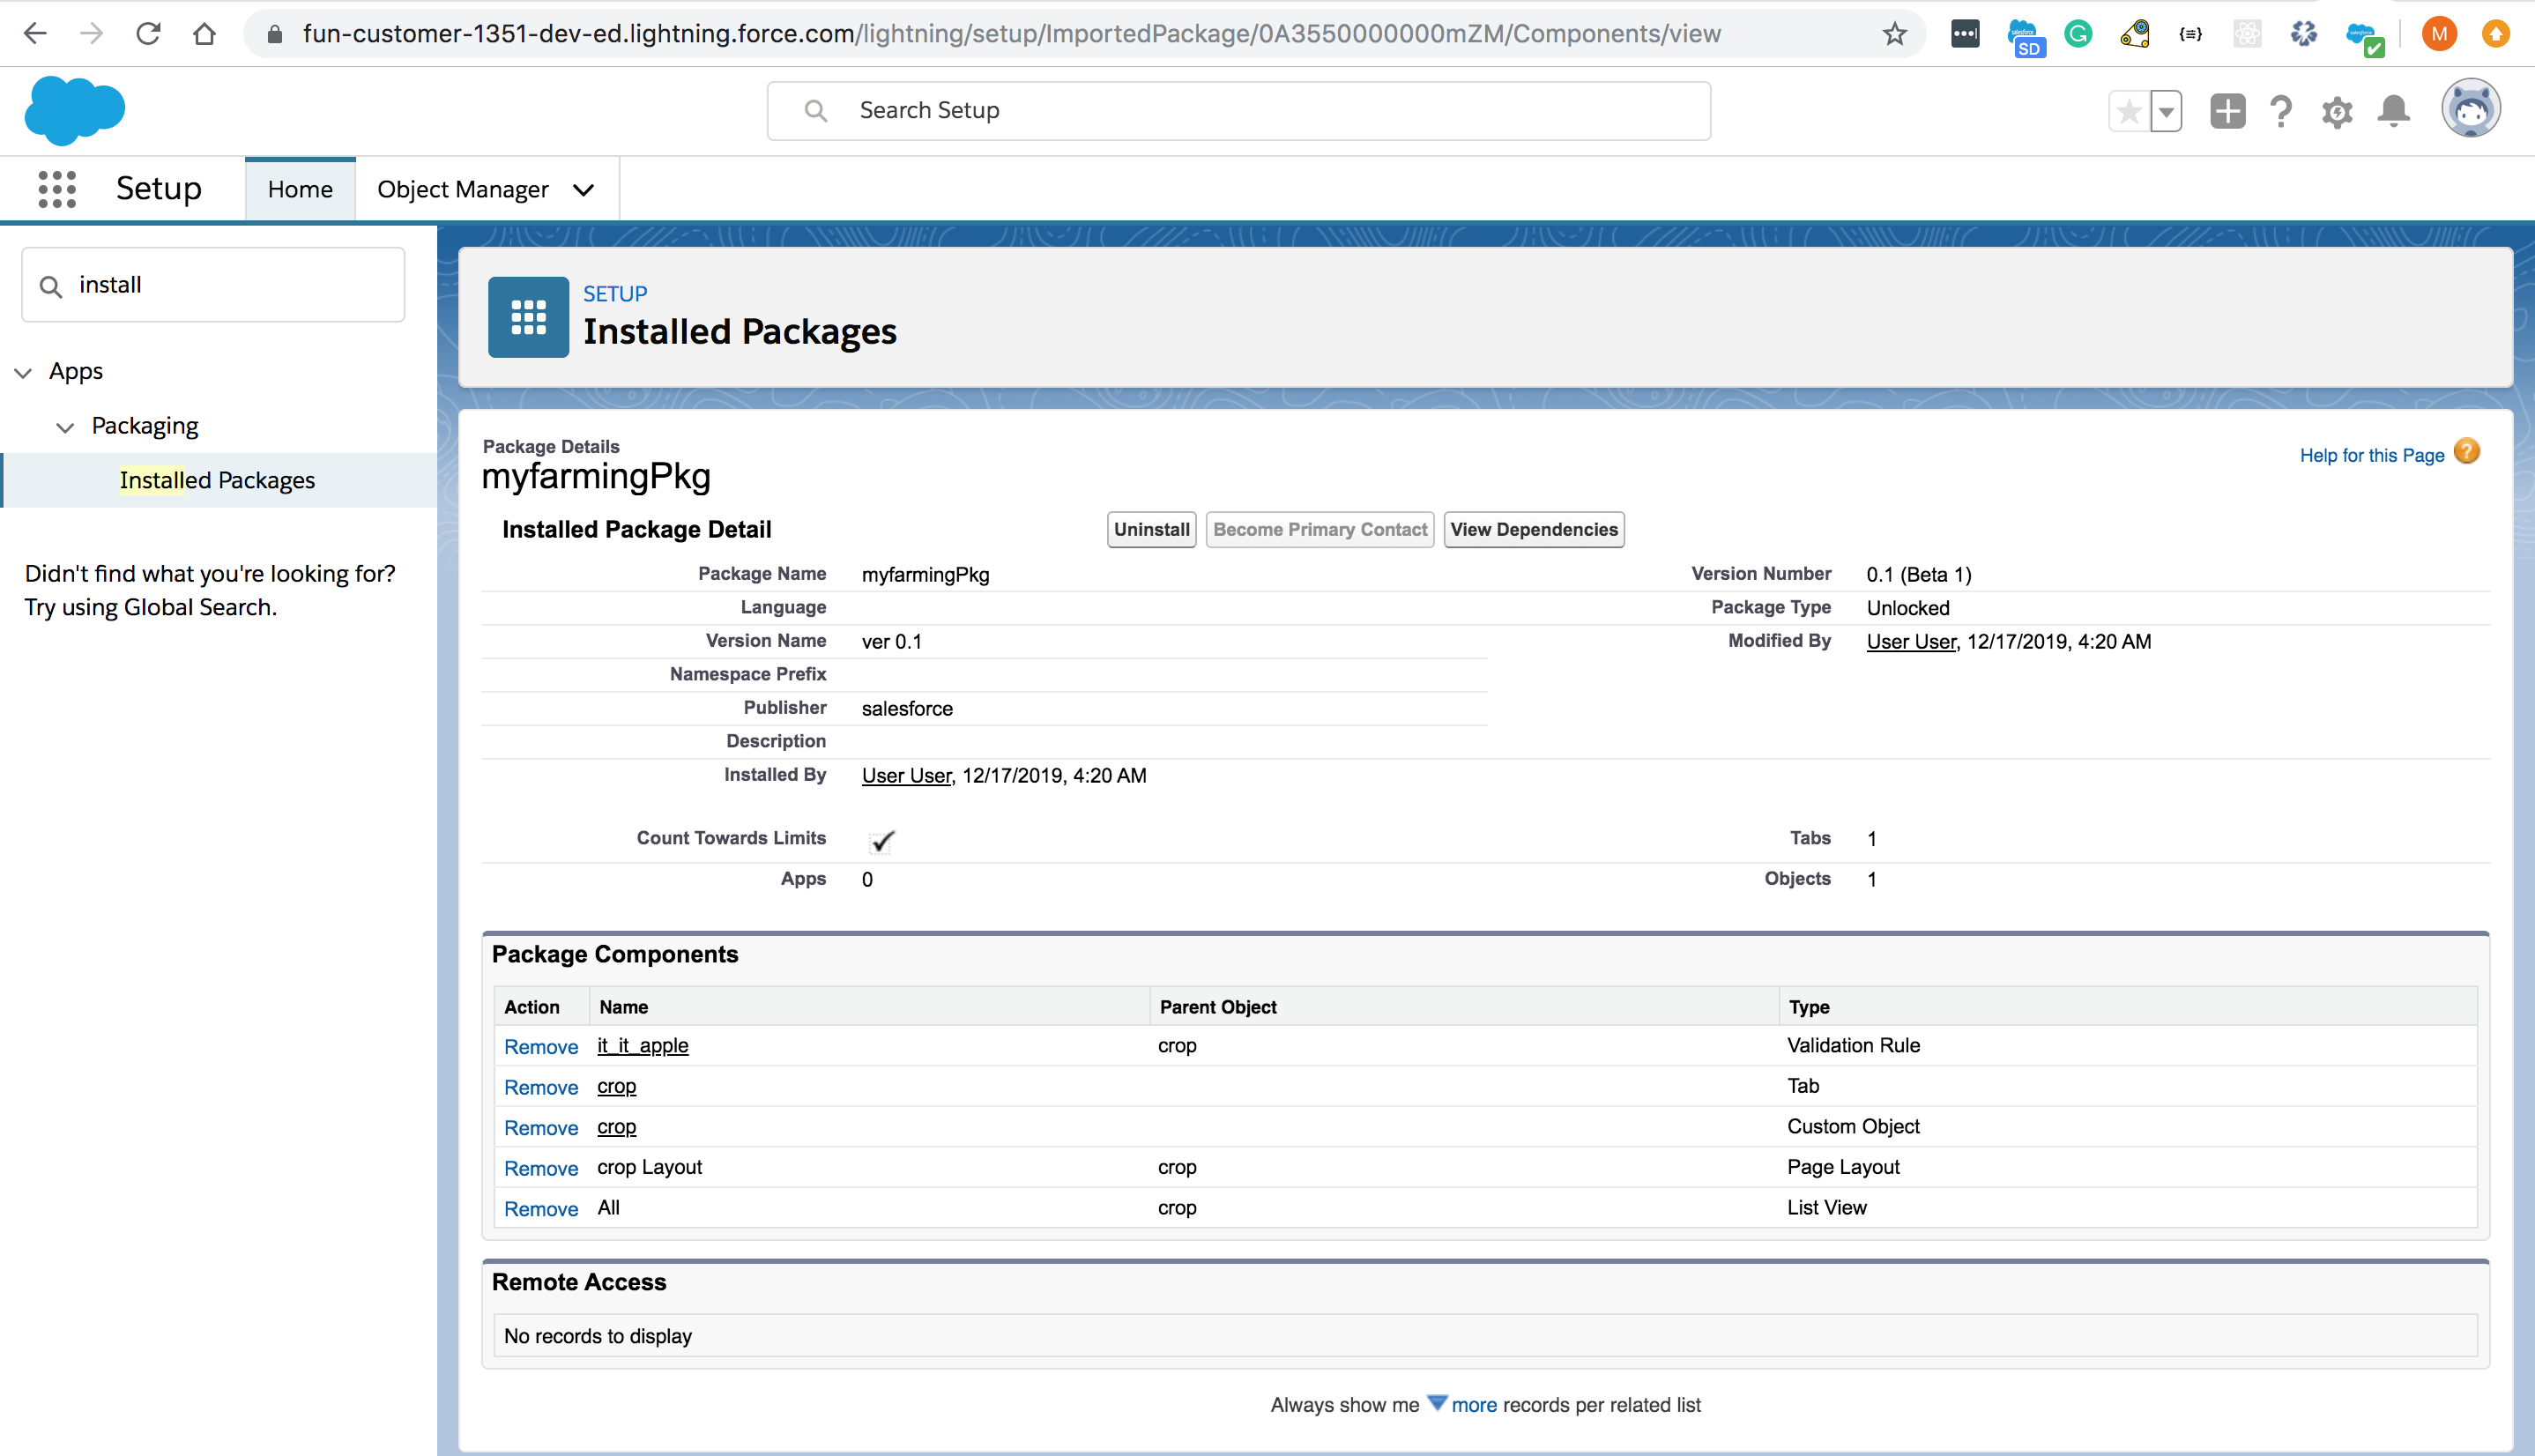 fun-customer-1351-dev-ed.lightning.force.com/lightning/setup/ImportedPackage/0A3550000000mZM/Components/view
SD
G
{≡}
M
Search Setup
Setup
Home
Object Manager
install
Apps
Packaging
Installed Packages
Didn't find what you're looking for?
Try using Global Search.
SETUP
Installed Packages
Package Details
myfarmingPkg
Help for this Page ?
Installed Package Detail
Uninstall
Become Primary Contact
View Dependencies
Package Name myfarmingPkg
Version Number 0.1 (Beta 1)
Language
Package Type Unlocked
Version Name ver 0.1
Modified By User User, 12/17/2019, 4:20 AM
Namespace Prefix
Publisher salesforce
Description
Installed By User User, 12/17/2019, 4:20 AM
Count Towards Limits
Tabs 1
Apps 0
Objects 1
Package Components
Action Name Parent Object Type
Remove it_it_apple crop Validation Rule
Remove crop Tab
Remove crop Custom Object
Remove crop Layout crop Page Layout
Remove All crop List View
Remote Access
No records to display
Always show me more records per related list